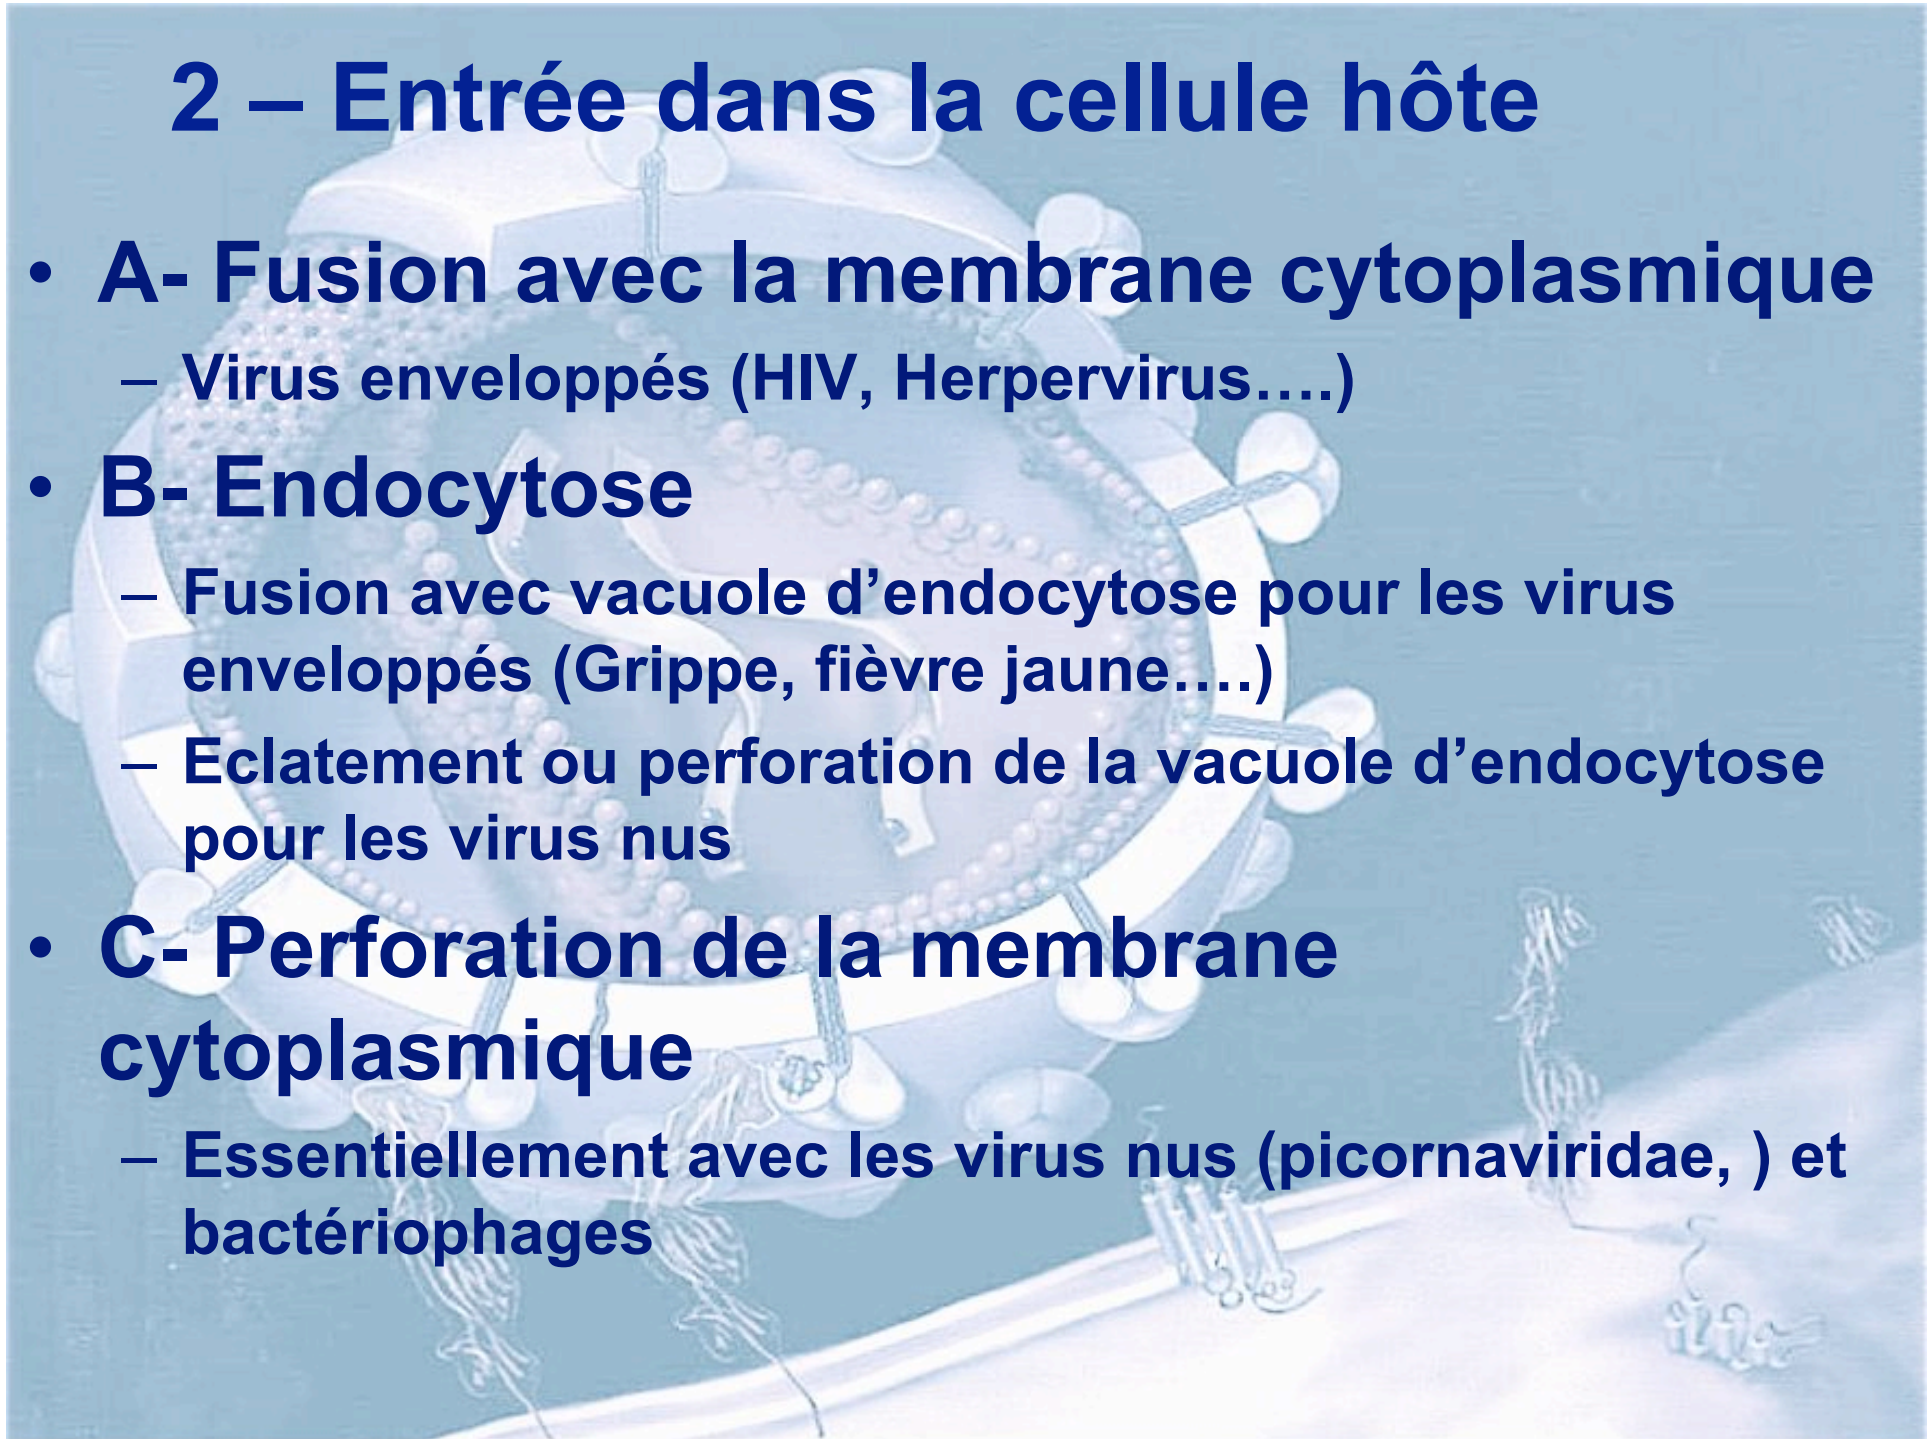 2 – Entrée dans la cellule hôte
• A- Fusion avec la membrane cytoplasmique
– Virus enveloppés (HIV, Herpervirus….)
• B- Endocytose
– Fusion avec vacuole d’endocytose pour les virus
enveloppés (Grippe, fièvre jaune….)
– Eclatement ou perforation de la vacuole d’endocytose
pour les virus nus
• C- Perforation de la membrane
cytoplasmique
– Essentiellement avec les virus nus (picornaviridae, ) et
bactériophages